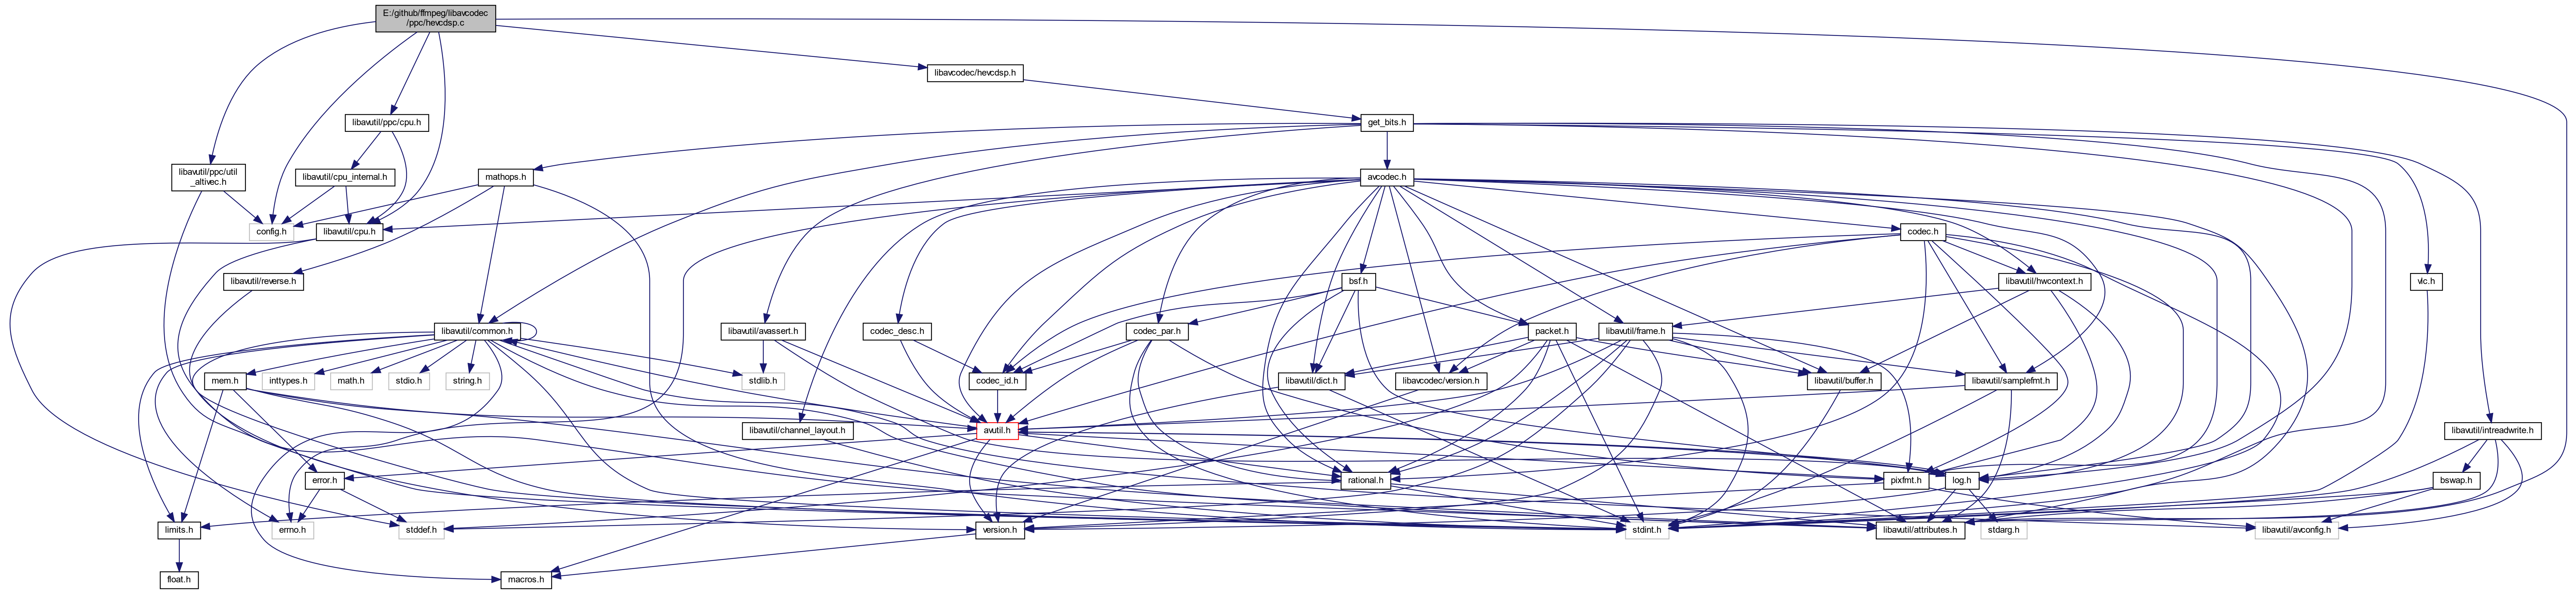 E:/github/ffmpeg/libavcodec
/ppc/hevcdsp.c
libavcodec/hevcdsp.h
libavutil/ppc/cpu.h
get_bits.h
libavutil/ppc/util
_altivec.h
libavutil/cpu_internal.h
mathops.h
avcodec.h
config.h
libavutil/cpu.h
codec.h
libavutil/reverse.h
bsf.h
libavutil/hwcontext.h
vlc.h
libavutil/common.h
libavutil/avassert.h
codec_desc.h
codec_par.h
packet.h
libavutil/frame.h
mem.h
inttypes.h
math.h
stdio.h
string.h
stdlib.h
codec_id.h
libavutil/dict.h
libavcodec/version.h
libavutil/buffer.h
libavutil/samplefmt.h
libavutil/channel_layout.h
avutil.h
libavutil/intreadwrite.h
error.h
rational.h
pixfmt.h
log.h
bswap.h
limits.h
errno.h
stddef.h
version.h
stdint.h
libavutil/attributes.h
stdarg.h
libavutil/avconfig.h
float.h
macros.h